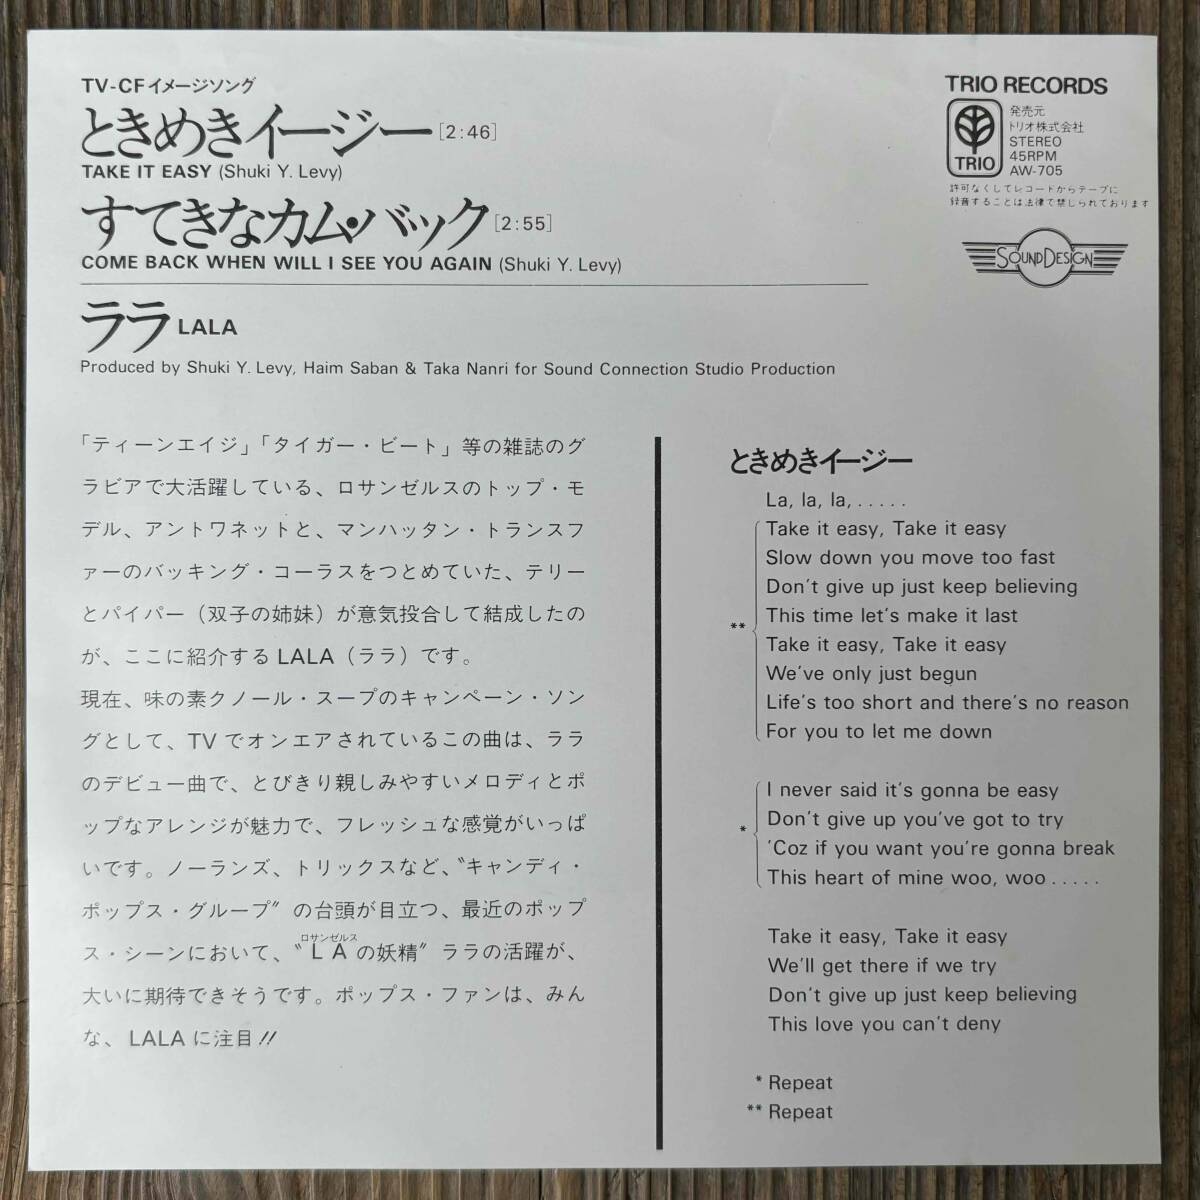 TV-CFイメージソング
ときめきイージー[2:46]
TAKE IT EASY (Shuki Y. Levy)
すてきなカム・バック[2:55]
COME BACK WHEN WILL I SEE YOU AGAIN (Shuki Y. Levy)
ララ LALA
Produced by Shuki Y. Levy, Haim Saban & Taka Nanri for Sound Connection Studio Production
TRIO RECORDS
TRIO
発売元
トリオ株式会社
STEREO
45RPM
AW-705
許可なくしてレコードからテープに
録音することは法律で禁じられております
SOUND DESIGN
「ティーンエイジ」「タイガー・ビート」等の雑誌のグ
ラビアで大活躍している、ロサンゼルスのトップ・モ
デル、アントワネットと、マンハッタン・トランスフ
ァーのバッキング・コーラスをつとめていた、テリー
とパイパー（双子の姉妹）が意気投合して結成したの
が、ここに紹介するLALA（ララ）です。
現在、味の素クノール・スープのキャンペーン・ソン
グとして、TVでオンエアされているこの曲は、ララ
のデビュー曲で、とびきり親しみやすいメロディとポ
ップなアレンジが魅力で、フレッシュな感覚がいっぱ
いです。ノーランズ、トリックスなど、〝キャンディ・
ポップス・グループ〞の台頭が目立つ、最近のポップ
ロサンゼルス
ス・シーンにおいて、〝LAの妖精〞ララの活躍が、
大いに期待できそうです。ポップス・ファンは、みん
な、LALAに注目!!
ときめきイージー
La, la, la, . . . . .
Take it easy, Take it easy
Slow down you move too fast
Don't give up just keep believing
** This time let's make it last
Take it easy, Take it easy
We've only just begun
Life's too short and there's no reason
For you to let me down
I never said it's gonna be easy
* Don't give up you've got to try
'Coz if you want you're gonna break
This heart of mine woo, woo . . . . .
Take it easy, Take it easy
We'll get there if we try
Don't give up just keep believing
This love you can't deny
* Repeat
** Repeat